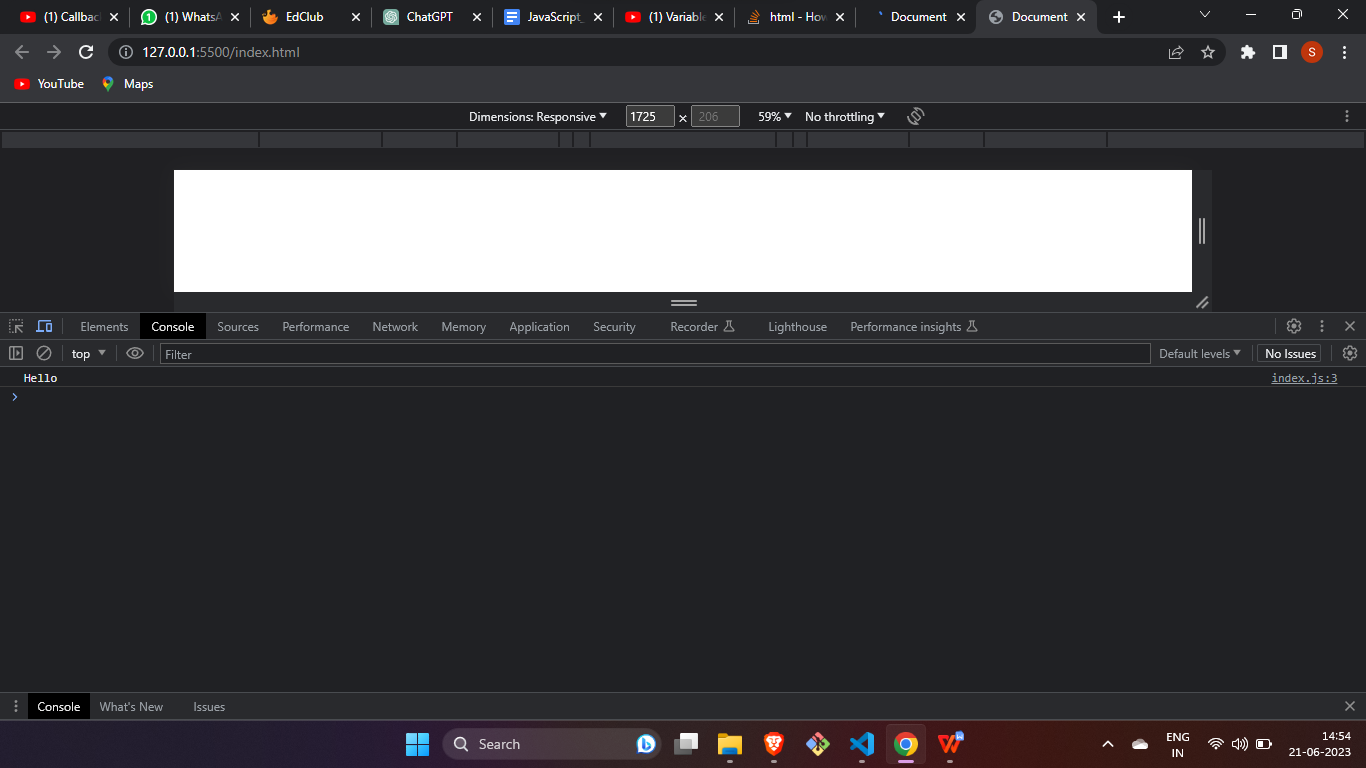 (1) Callbac (1) WhatsA EdClub ChatGPT JavaScript_ (1) Variable html - How Document Document
127.0.0.1:5500/index.html S
YouTube Maps
Dimensions: Responsive 1725 × 206 59% No throttling
Elements Console Sources Performance Network Memory Application Security Recorder Lighthouse Performance insights
top Filter Default levels No Issues
Hello index.js:3
Console What's New Issues
Search ENG 14:54
IN 21-06-2023